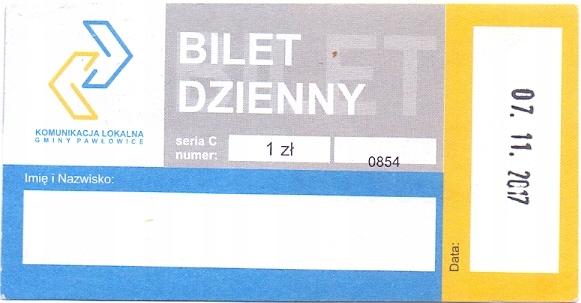 BILET
DZIENNY
KOMUNIKACJA LOKALNA
GMINY PAWŁOWICE
seria C
numer:
1 zł
0854
Imię i Nazwisko:
Data:
07. 11. 2017